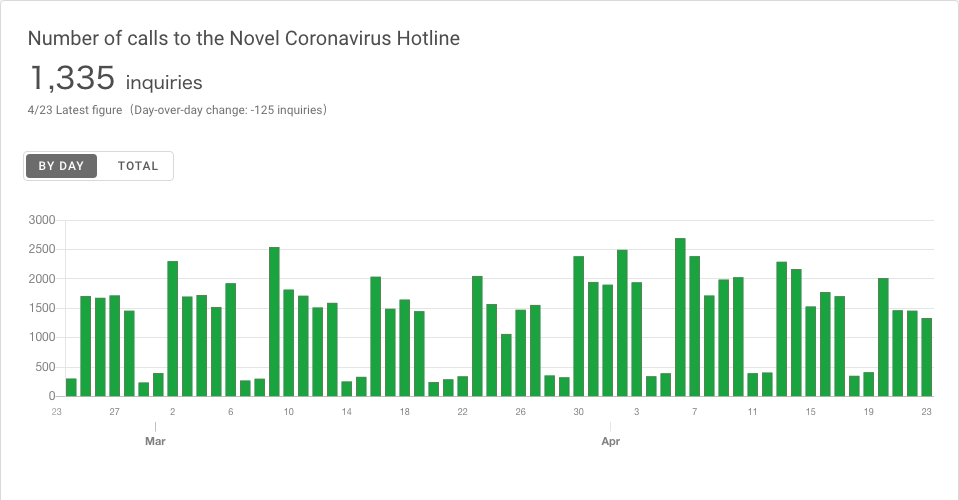 Number of calls to the Novel Coronavirus Hotline
1,335 inquiries
4/23 Latest figure（Day-over-day change: -125 inquiries）
BY DAY TOTAL
3000
2500
2000
1500
1000
500
0
23 27 2 6 10 14 18 22 26 30 3 7 11 15 19 23
Mar Apr